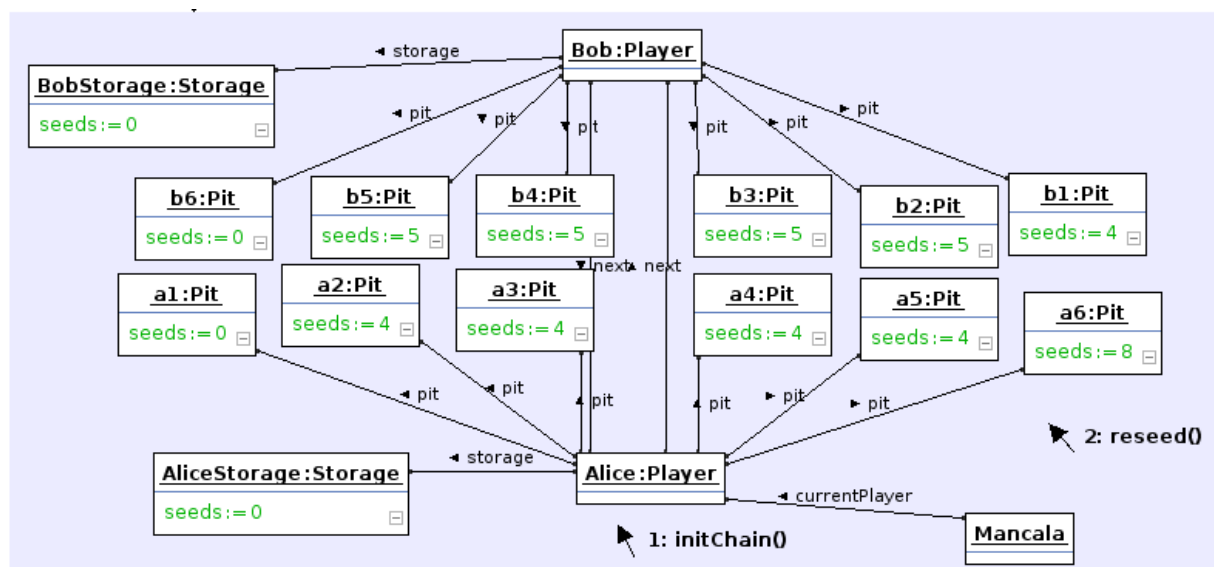 Bob:Player
◄ storage
BobStorage:Storage
seeds:=0
◄ pit
▼ pit
▼ pit
▼ pit
► pit
► pit
b6:Pit
seeds:=0
b5:Pit
seeds:=5
b4:Pit
seeds:=5
b3:Pit
seeds:=5
b2:Pit
seeds:=5
b1:Pit
seeds:=4
▼ next
▲ next
a1:Pit
seeds:=0
a2:Pit
seeds:=4
a3:Pit
seeds:=4
a4:Pit
seeds:=4
a5:Pit
seeds:=4
a6:Pit
seeds:=8
◄ pit
◄ pit
▲ pit
▲ pit
► pit
► pit
2: reseed()
AliceStorage:Storage
seeds:=0
◄ storage
Alice:Player
◄ currentPlayer
Mancala
1: initChain()